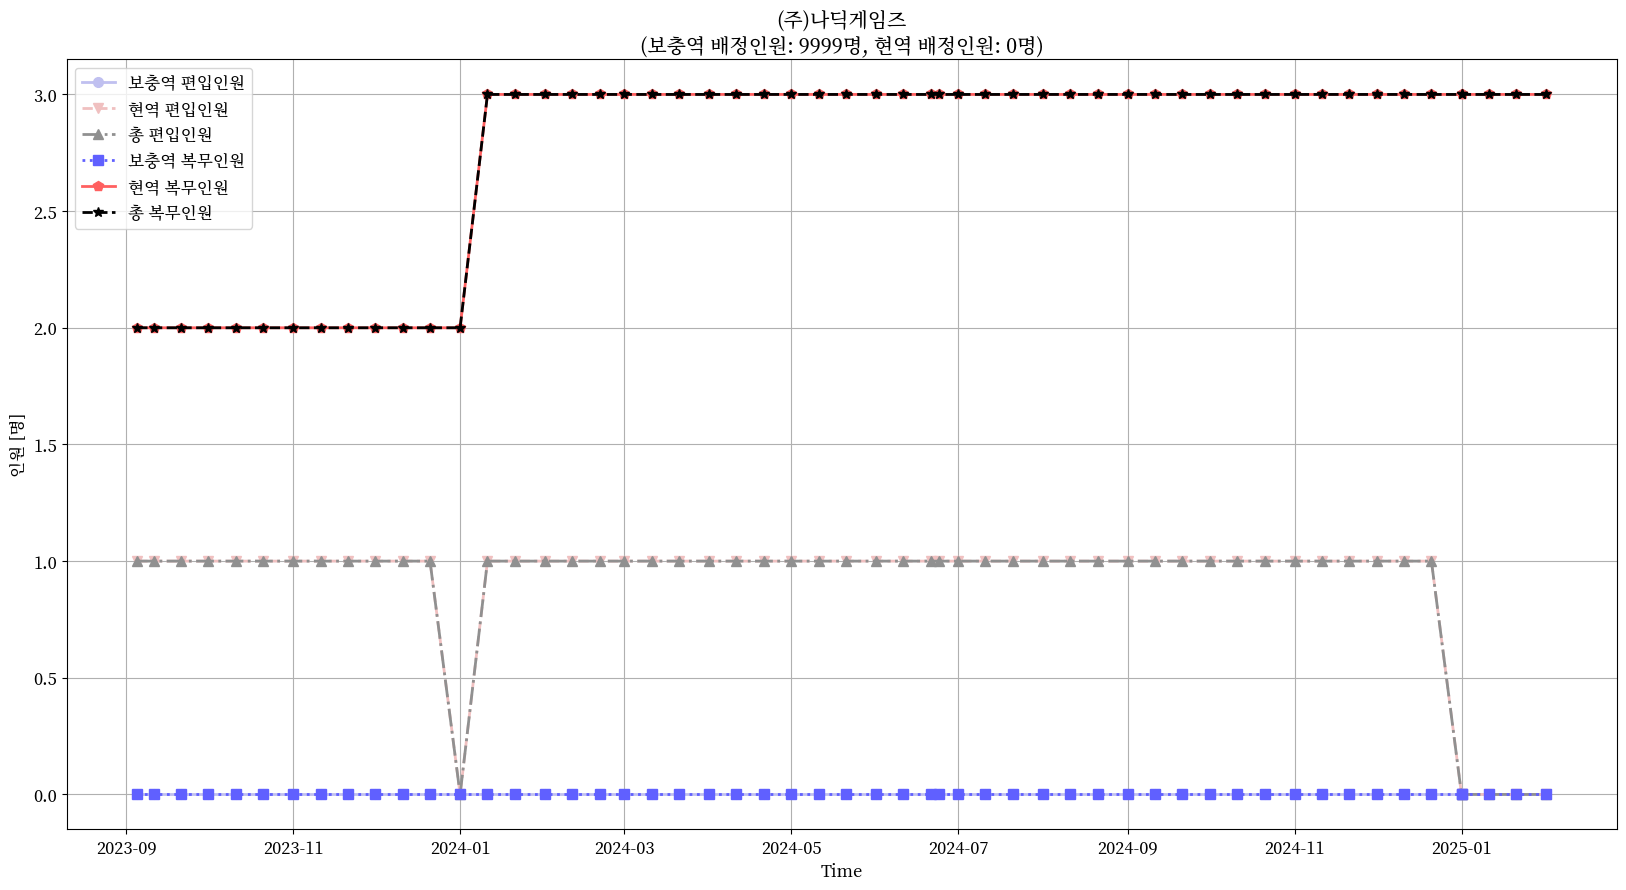 (주)나딕게임즈
(보충역 배정인원: 9999명, 현역 배정인원: 0명)
보충역 편입인원
현역 편입인원
총 편입인원
보충역 복무인원
현역 복무인원
총 복무인원
3.0
2.5
2.0
1.5
1.0
0.5
0.0
인원 [명]
2023-09
2023-11
2024-01
2024-03
2024-05
2024-07
2024-09
2024-11
2025-01
Time